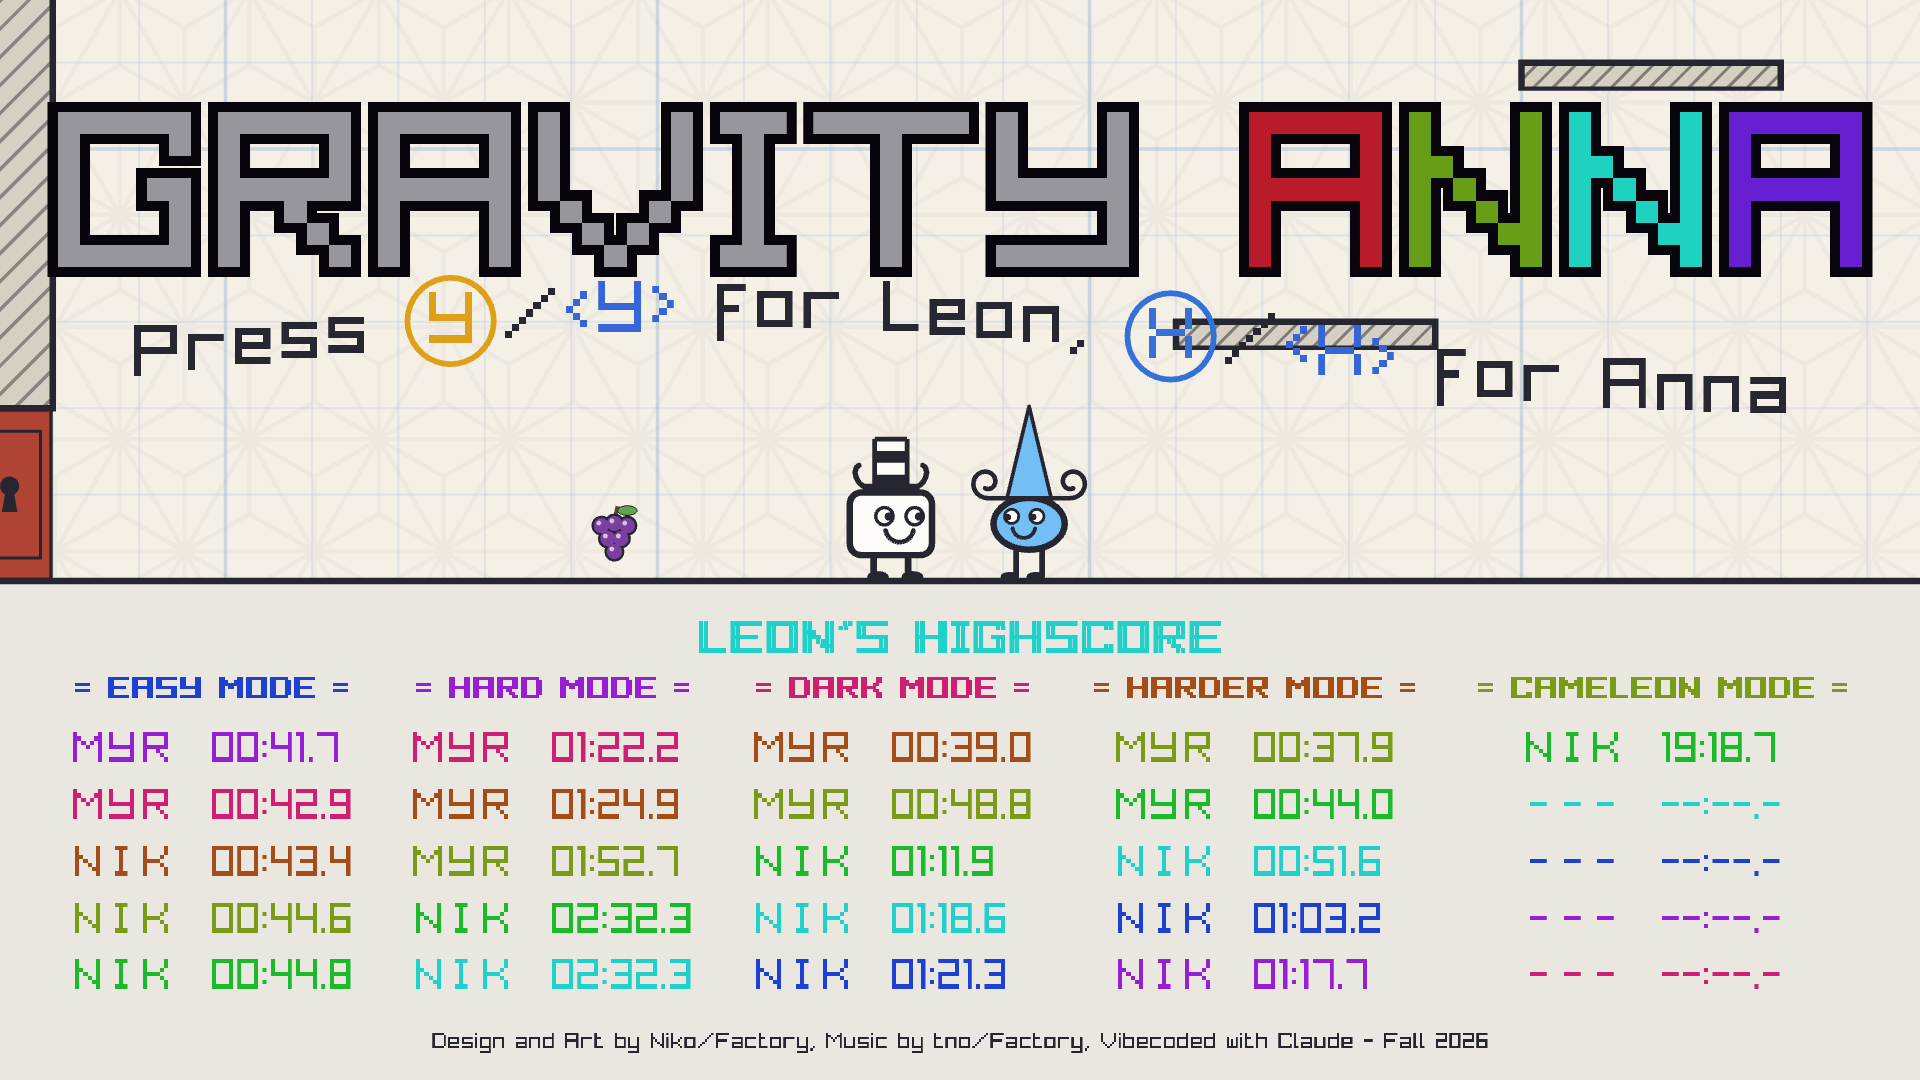 GRAVITY ANNA
Press Y / <Y> for Leon, X / <X> for Anna
LEON'S HIGHSCORE
= EASY MODE = = HARD MODE = = DARK MODE = = HARDER MODE = = CAMELEON MODE =
MYR 00:41.7 MYR 01:22.2 MYR 00:39.0 MYR 00:37.9 NIK 19:18.7
MYR 00:42.9 MYR 01:24.9 MYR 00:48.8 MYR 00:44.0 - - - --:--.-
NIK 00:43.4 MYR 01:52.7 NIK 01:11.9 NIK 00:51.6 - - - --:--.-
NIK 00:44.6 NIK 02:32.3 NIK 01:18.6 NIK 01:03.2 - - - --:--.-
NIK 00:44.8 NIK 02:32.3 NIK 01:21.3 NIK 01:17.7 - - - --:--.-
Design and Art by Niko/Factory, Music by tno/Factory, Vibecoded with Claude - Fall 2026